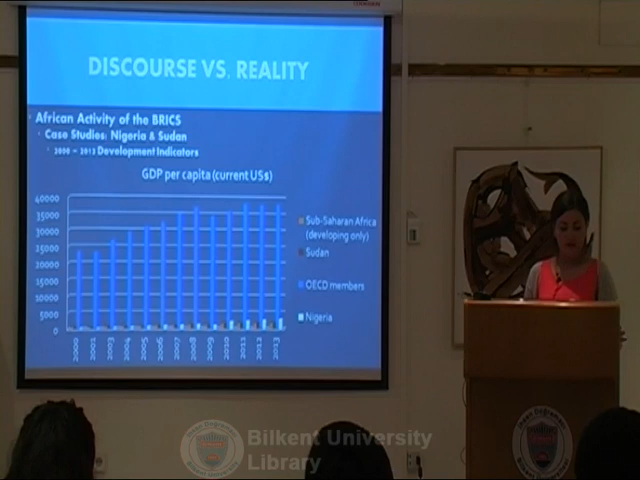 DISCOURSE VS. REALITY
African Activity of the BRICS
Case Studies: Nigeria & Sudan
2000 – 2013 Development Indicators
GDP per capita (current US$)
40000
35000
30000
25000
20000
15000
10000
5000
0
2000 2001 2003 2004 2005 2006 2007 2008 2009 2010 2011 2012 2013
Sub-Saharan Africa
(developing only)
Sudan
OECD members
Nigeria
Bilkent University
Library